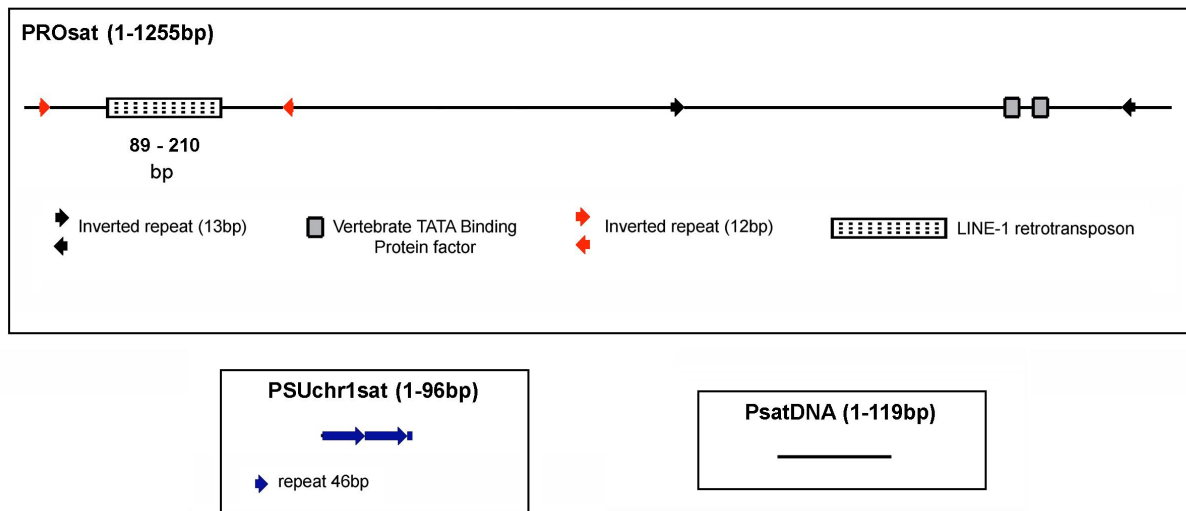 PROsat (1-1255bp)
89 - 210
bp
Inverted repeat (13bp)
Vertebrate TATA Binding
Protein factor
Inverted repeat (12bp)
LINE-1 retrotransposon
PSUchr1sat (1-96bp)
repeat 46bp
PsatDNA (1-119bp)